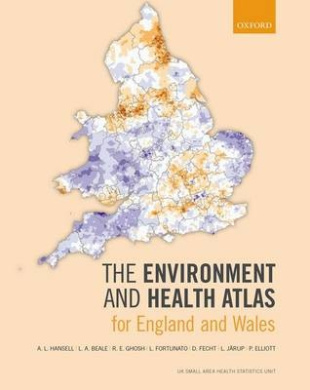 OXFORD
THE ENVIRONMENT
AND HEALTH ATLAS
for England and Wales
A. L. HANSELL · L. A. BEALE · R. E. GHOSH · L. FORTUNATO · D. FECHT · L. JÄRUP · P. ELLIOTT
UK SMALL AREA HEALTH STATISTICS UNIT